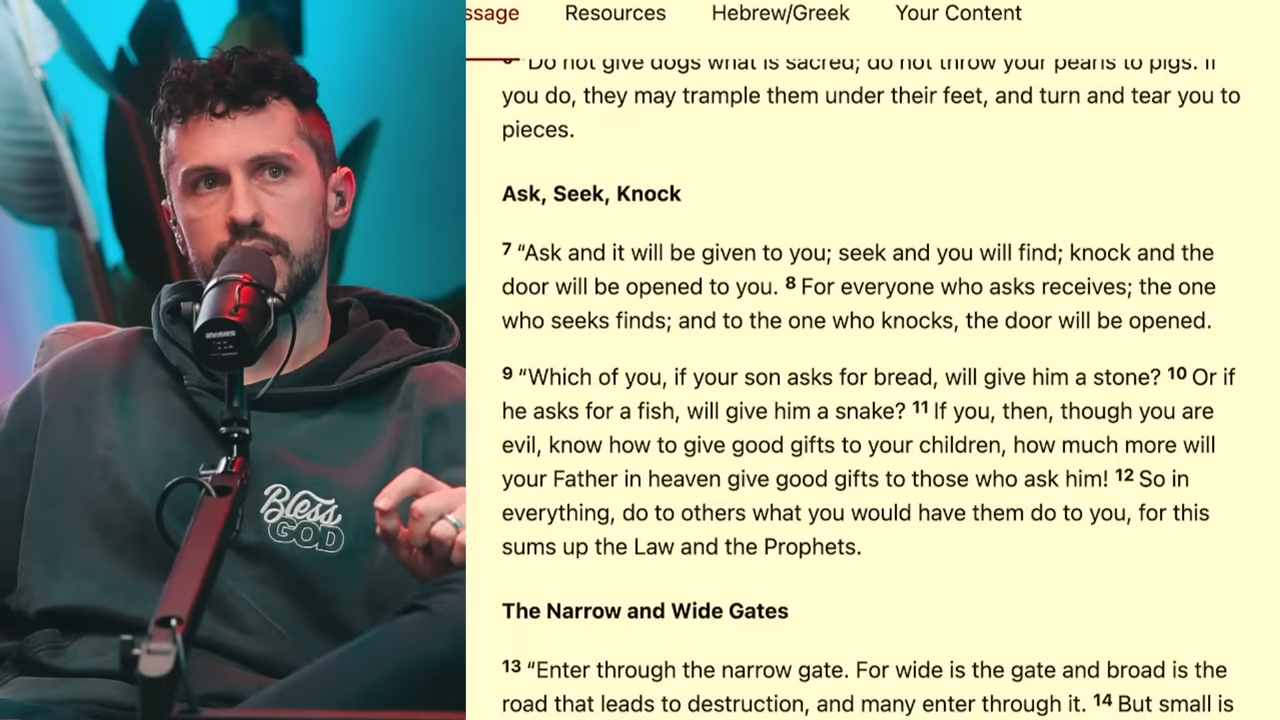 ssage Resources Hebrew/Greek Your Content
6 "Do not give dogs what is sacred; do not throw your pearls to pigs. If
you do, they may trample them under their feet, and turn and tear you to
pieces.
Ask, Seek, Knock
7 “Ask and it will be given to you; seek and you will find; knock and the
door will be opened to you. 8 For everyone who asks receives; the one
who seeks finds; and to the one who knocks, the door will be opened.
9 “Which of you, if your son asks for bread, will give him a stone? 10 Or if
he asks for a fish, will give him a snake? 11 If you, then, though you are
evil, know how to give good gifts to your children, how much more will
your Father in heaven give good gifts to those who ask him! 12 So in
everything, do to others what you would have them do to you, for this
sums up the Law and the Prophets.
The Narrow and Wide Gates
13 “Enter through the narrow gate. For wide is the gate and broad is the
road that leads to destruction, and many enter through it. 14 But small is
Bless
GOD